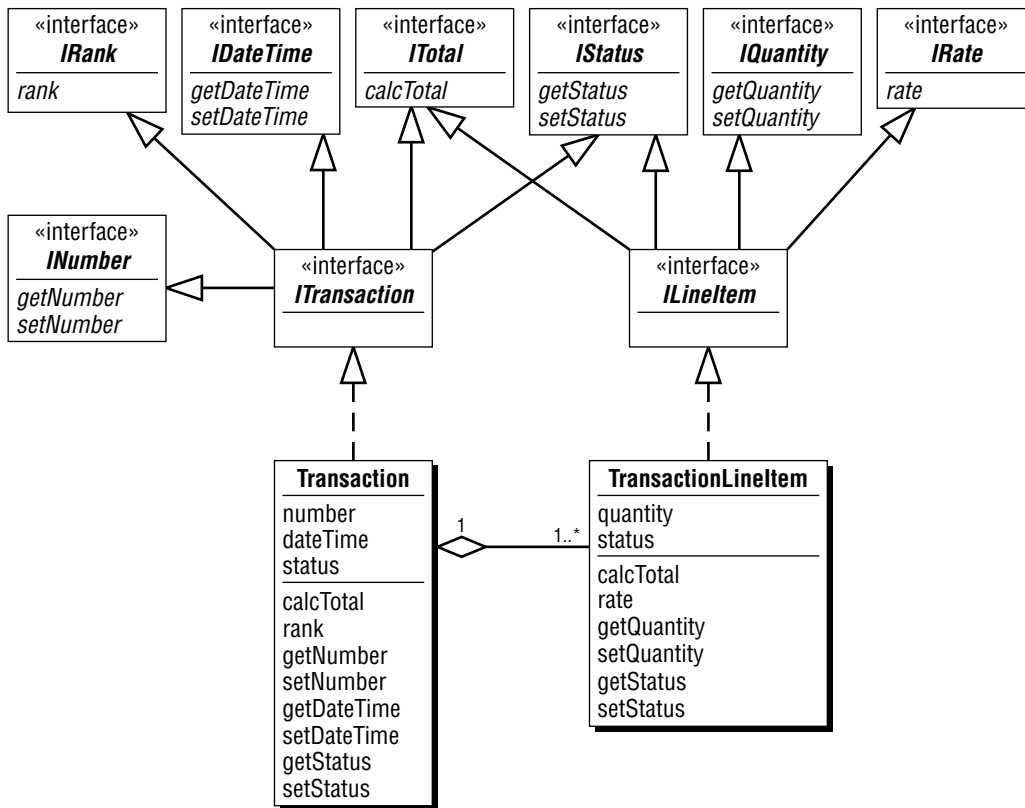 «interface»
IRank
rank
«interface»
IDateTime
getDateTime
setDateTime
«interface»
ITotal
calcTotal
«interface»
IStatus
getStatus
setStatus
«interface»
IQuantity
getQuantity
setQuantity
«interface»
IRate
rate
«interface»
INumber
getNumber
setNumber
«interface»
ITransaction
«interface»
ILineItem
Transaction
number
dateTime
status
calcTotal
rank
getNumber
setNumber
getDateTime
setDateTime
getStatus
setStatus
1
1..*
TransactionLineItem
quantity
status
calcTotal
rate
getQuantity
setQuantity
getStatus
setStatus